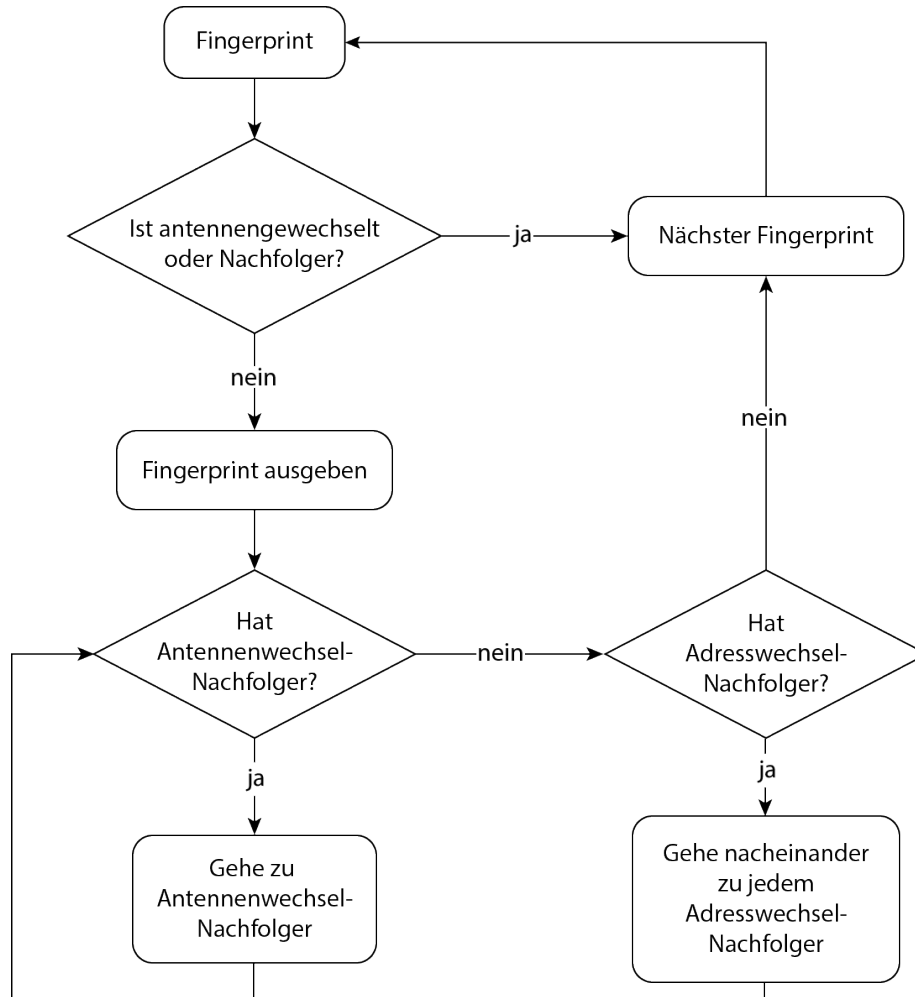 Fingerprint
Ist antennengewechselt
oder Nachfolger?
ja
Nächster Fingerprint
nein
Fingerprint ausgeben
nein
Hat
Antennenwechsel-
Nachfolger?
nein
Hat
Adresswechsel-
Nachfolger?
ja
ja
Gehe zu
Antennenwechsel-
Nachfolger
Gehe nacheinander
zu jedem
Adresswechsel-
Nachfolger